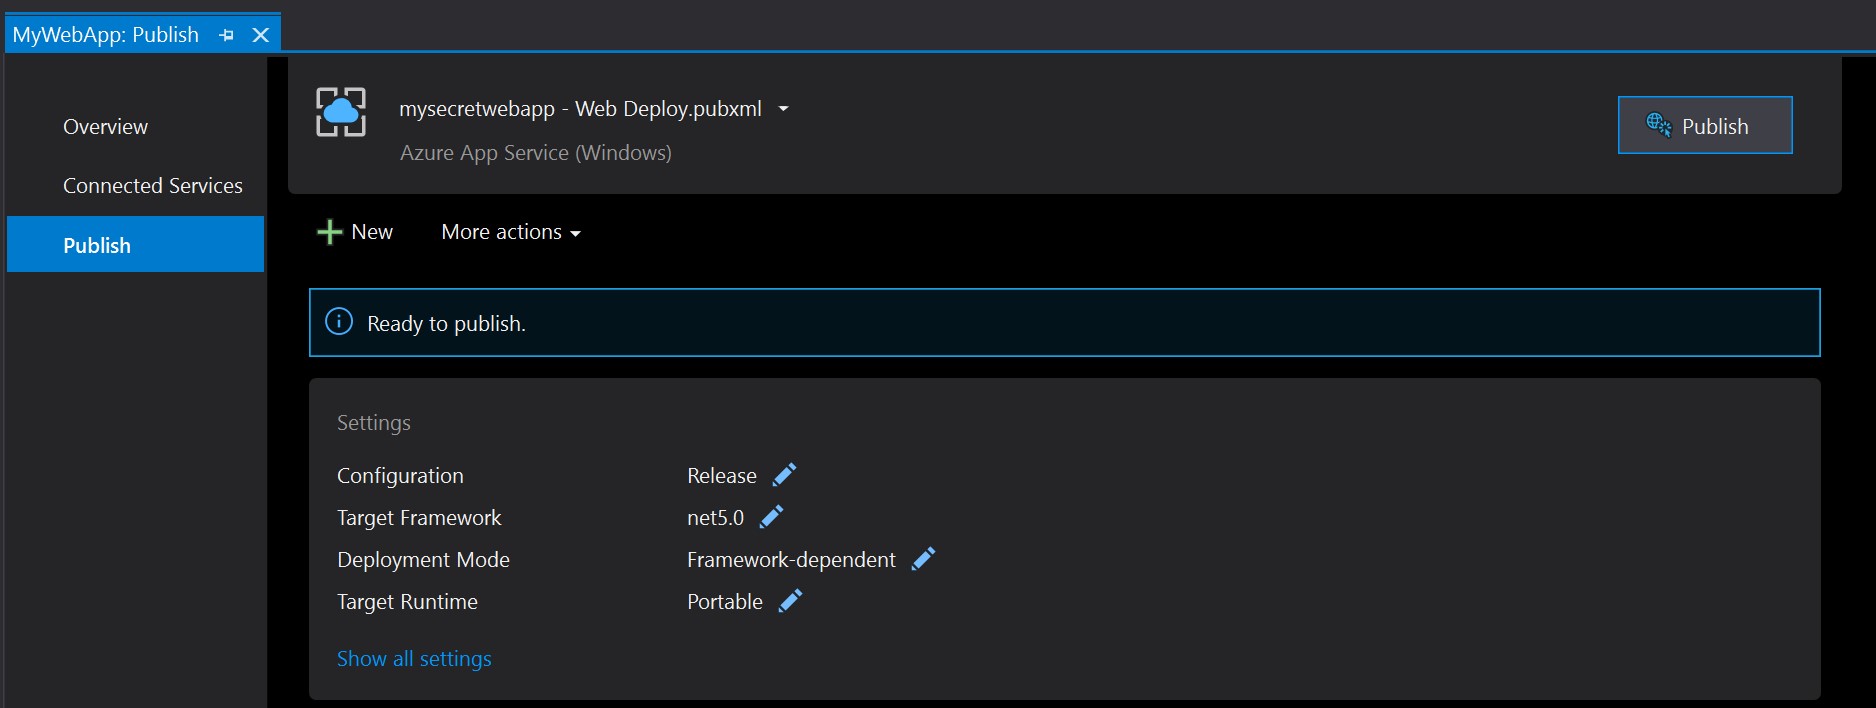 MyWebApp: Publish
Overview
Connected Services
Publish
mysecretwebapp - Web Deploy.pubxml
Azure App Service (Windows)
Publish
New
More actions
Ready to publish.
Settings
Configuration Release
Target Framework net5.0
Deployment Mode Framework-dependent
Target Runtime Portable
Show all settings